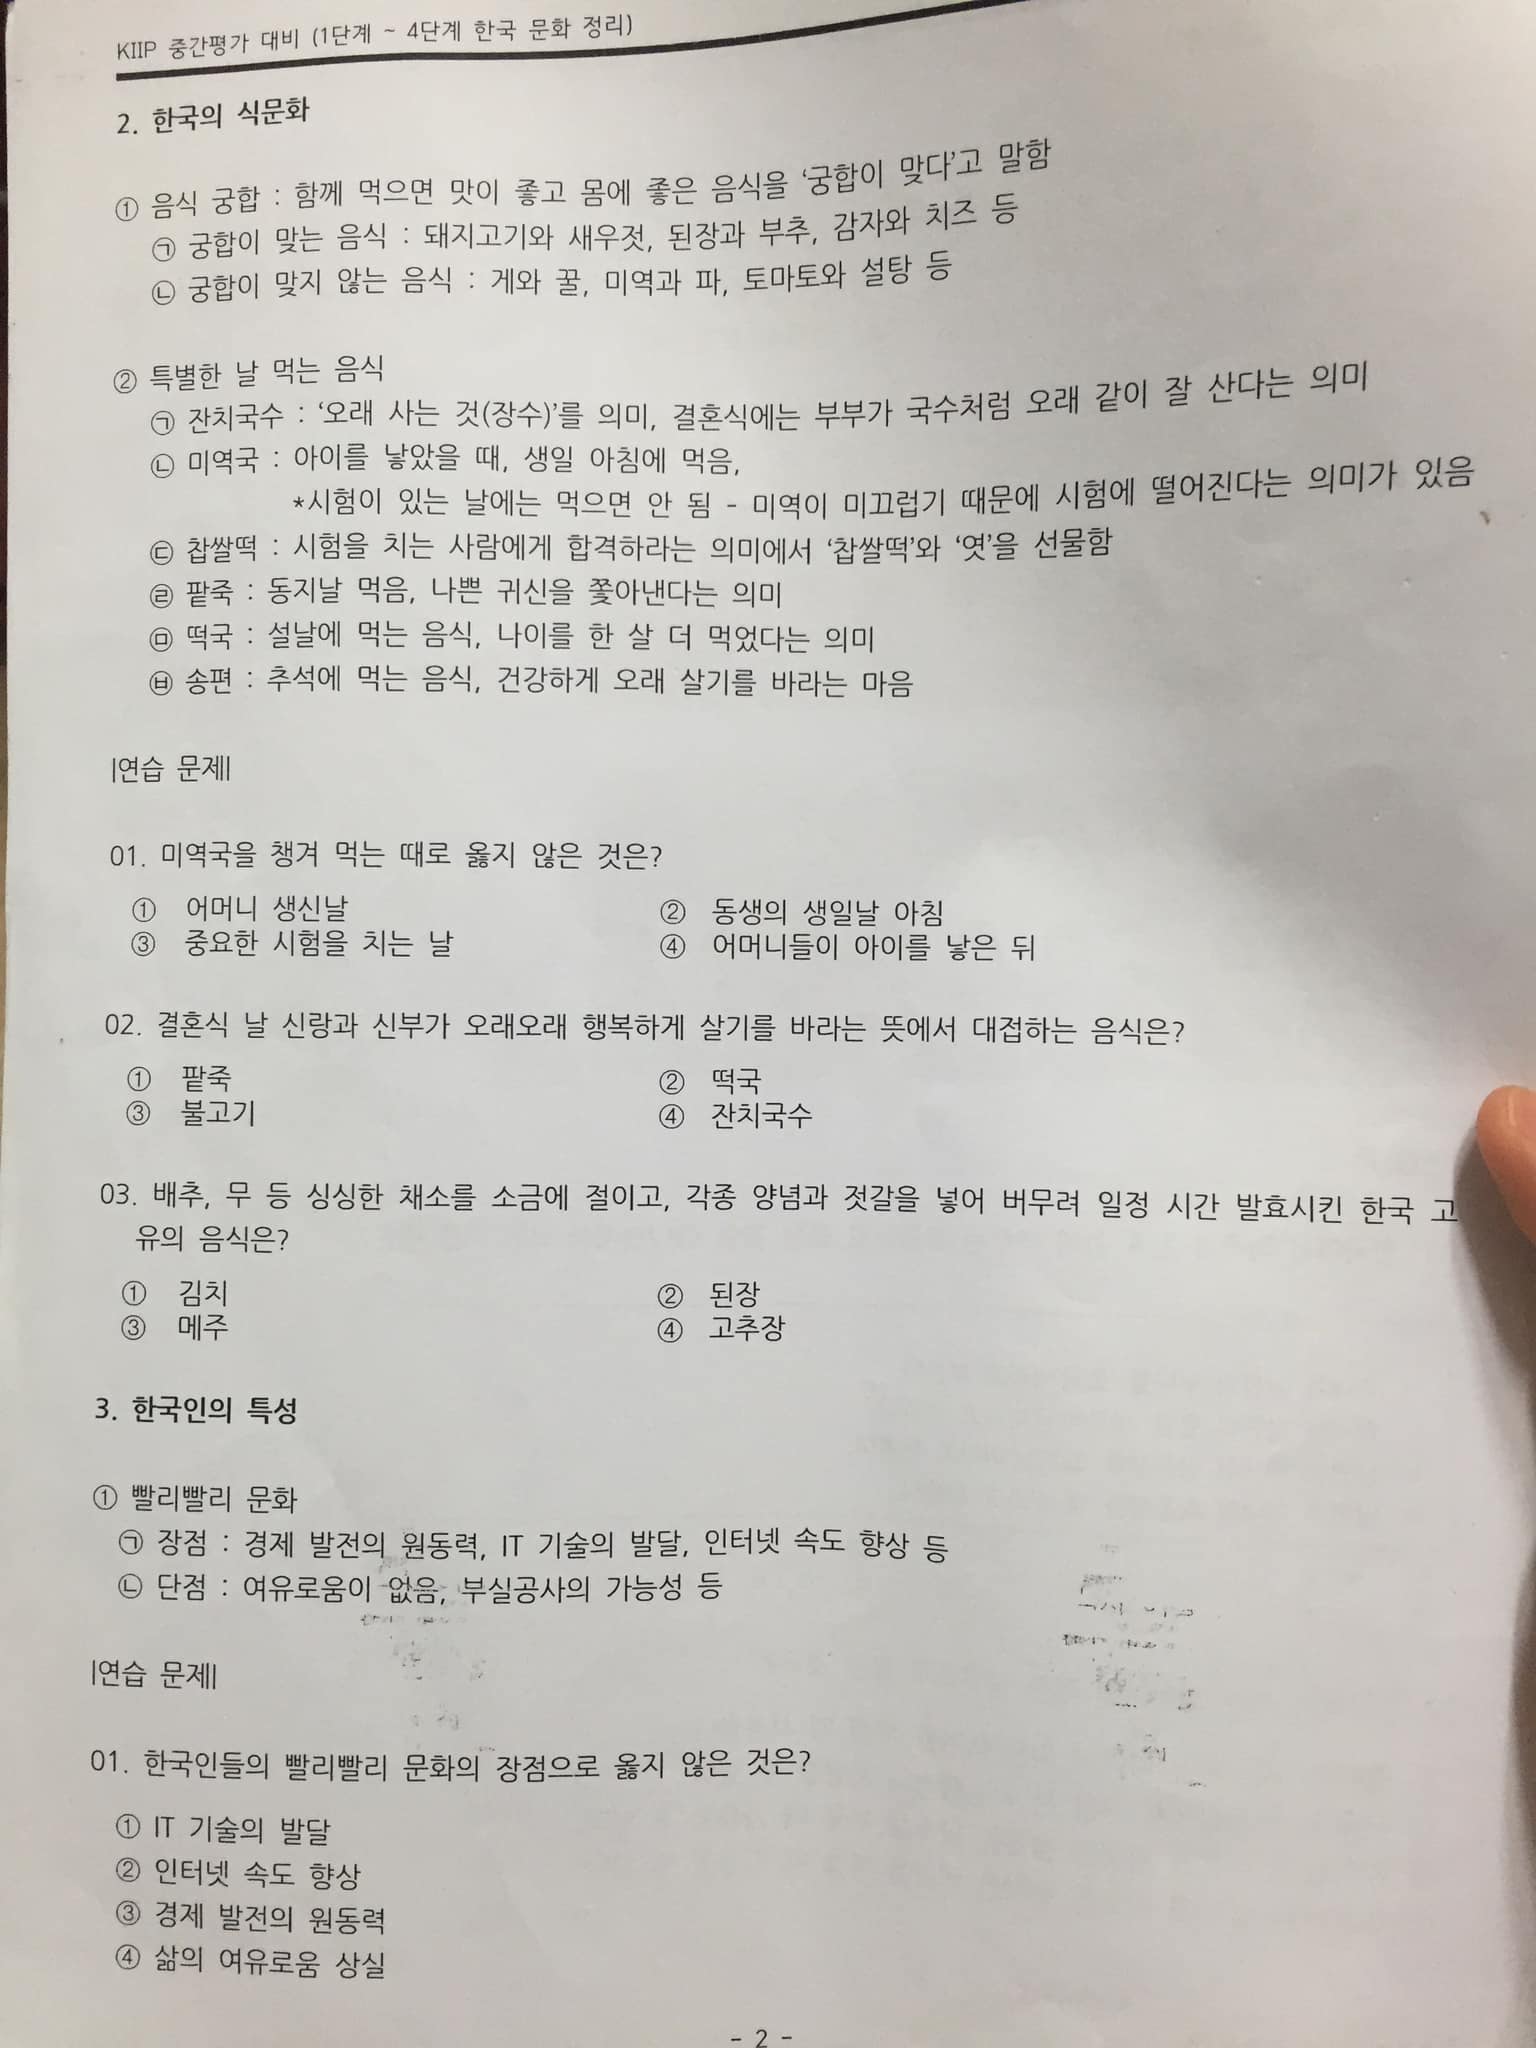 KIIP 중간평가 대비 (1단계 ~ 4단계 한국 문화 정리)
2. 한국의 식문화
① 음식 궁합 : 함께 먹으면 맛이 좋고 몸에 좋은 음식을 ‘궁합이 맞다’고 말함
㉠ 궁합이 맞는 음식 : 돼지고기와 새우젓, 된장과 부추, 감자와 치즈 등
㉡ 궁합이 맞지 않는 음식 : 게와 꿀, 미역과 파, 토마토와 설탕 등
② 특별한 날 먹는 음식
㉠ 잔치국수 : ‘오래 사는 것(장수)’를 의미, 결혼식에는 부부가 국수처럼 오래 같이 잘 산다는 의미
㉡ 미역국 : 아이를 낳았을 때, 생일 아침에 먹음,
*시험이 있는 날에는 먹으면 안 됨 - 미역이 미끄럽기 때문에 시험에 떨어진다는 의미가 있음
㉢ 찹쌀떡 : 시험을 치는 사람에게 합격하라는 의미에서 ‘찹쌀떡’와 ‘엿’을 선물함
㉣ 팥죽 : 동지날 먹음, 나쁜 귀신을 쫓아낸다는 의미
㉤ 떡국 : 설날에 먹는 음식, 나이를 한 살 더 먹었다는 의미
㉥ 송편 : 추석에 먹는 음식, 건강하게 오래 살기를 바라는 마음
|연습 문제|
01. 미역국을 챙겨 먹는 때로 옳지 않은 것은?
① 어머니 생신날 ② 동생의 생일날 아침
③ 중요한 시험을 치는 날 ④ 어머니들이 아이를 낳은 뒤
02. 결혼식 날 신랑과 신부가 오래오래 행복하게 살기를 바라는 뜻에서 대접하는 음식은?
① 팥죽 ② 떡국
③ 불고기 ④ 잔치국수
03. 배추, 무 등 싱싱한 채소를 소금에 절이고, 각종 양념과 젓갈을 넣어 버무려 일정 시간 발효시킨 한국 고
유의 음식은?
① 김치 ② 된장
③ 메주 ④ 고추장
3. 한국인의 특성
① 빨리빨리 문화
㉠ 장점 : 경제 발전의 원동력, IT 기술의 발달, 인터넷 속도 향상 등
㉡ 단점 : 여유로움이 없음, 부실공사의 가능성 등
|연습 문제|
01. 한국인들의 빨리빨리 문화의 장점으로 옳지 않은 것은?
① IT 기술의 발달
② 인터넷 속도 향상
③ 경제 발전의 원동력
④ 삶의 여유로움 상실
- 2 -